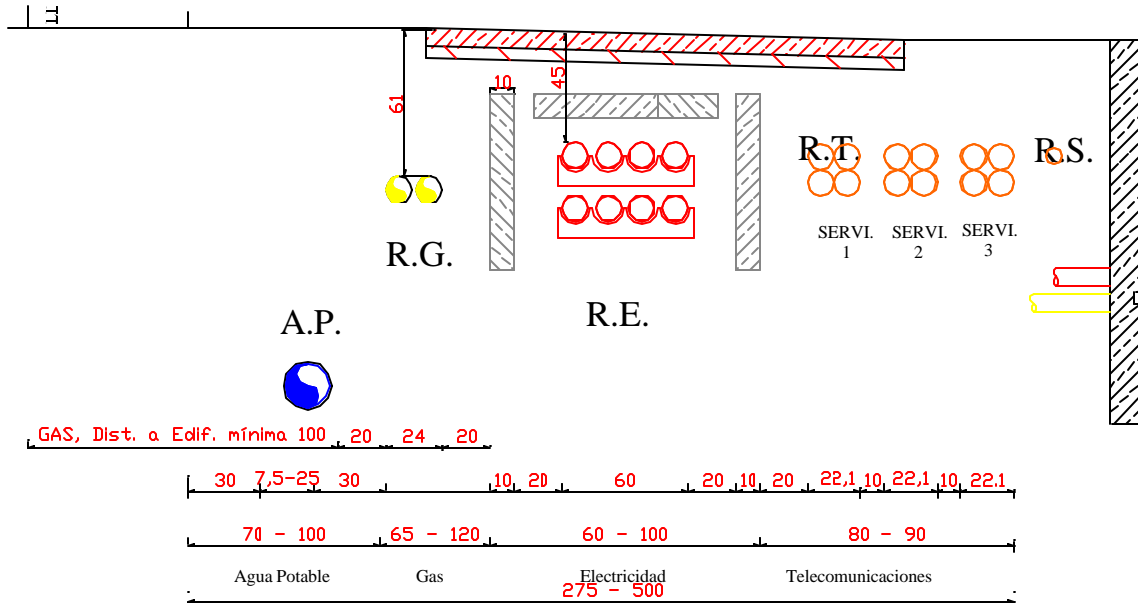 10
45
61
R.T.
R.S.
SERVI.
1
SERVI.
2
SERVI.
3
R.G.
R.E.
A.P.
GAS, Dist. a Edif. mínima 100 20 24 20
30 7,5-25 30 10 20 60 20 10 20 22,1 10 22,1 10 22.1
70 - 100 65 - 120 60 - 100 80 - 90
Agua Potable Gas Electricidad Telecomunicaciones
275 - 500